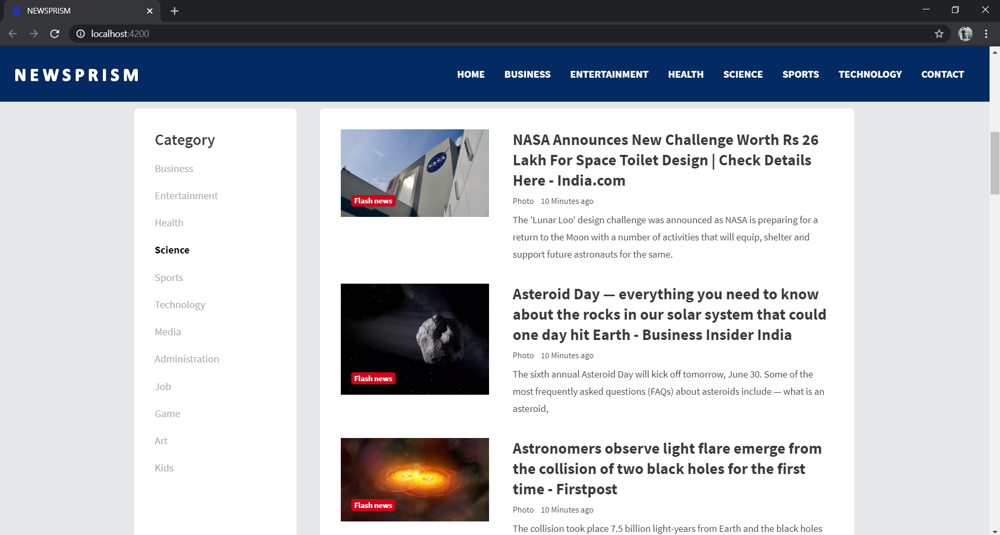 NEWSPRISM
localhost:4200
NEWSPRISM
HOME BUSINESS ENTERTAINMENT HEALTH SCIENCE SPORTS TECHNOLOGY CONTACT
Category
Business
Entertainment
Health
Science
Sports
Technology
Media
Administration
Job
Game
Art
Kids
NASA
Flash news
NASA Announces New Challenge Worth Rs 26
Lakh For Space Toilet Design | Check Details
Here - India.com
Photo 10 Minutes ago
The 'Lunar Loo' design challenge was announced as NASA is preparing for a
return to the Moon with a number of activities that will equip, shelter and
support future astronauts for the same.
Flash news
Asteroid Day — everything you need to know
about the rocks in our solar system that could
one day hit Earth - Business Insider India
Photo 10 Minutes ago
The sixth annual Asteroid Day will kick off tomorrow, June 30. Some of the
most frequently asked questions (FAQs) about asteroids include — what is an
asteroid,
Flash news
Astronomers observe light flare emerge from
the collision of two black holes for the first
time - Firstpost
Photo 10 Minutes ago
The collision took place 7.5 billion light-years from Earth and the black holes